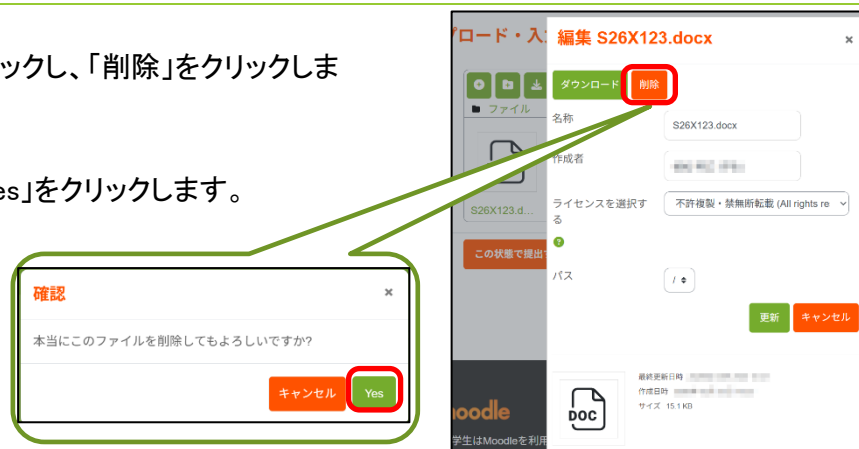 ックし、「削除」をクリックしま
es」をクリックします。
確認
×
本当にこのファイルを削除してもよろしいですか?
キャンセル
Yes
プロード・入
ファイル
S26X123.d...
この状態で提出
oodle
学生はMoodleを利用
編集 S26X123.docx
×
ダウンロード
削除
名称
S26X123.docx
作成者
ライセンスを選択す
る
不許複製・禁無断転載 (All rights re
?
パス
/
更新
キャンセル
DOC
最終更新日時
作成日時
サイズ 15.1 KB